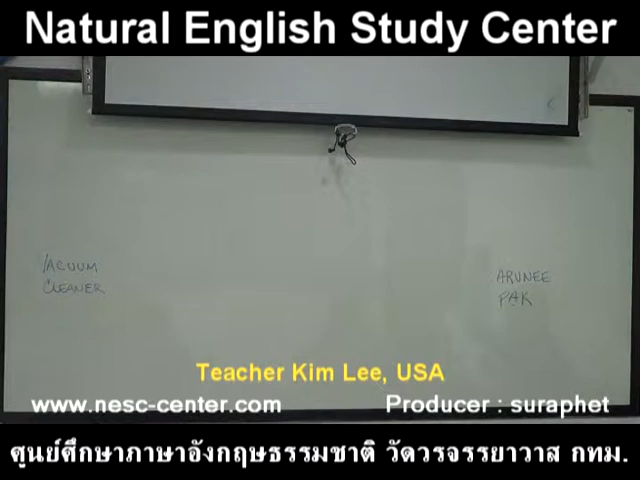 Natural English Study Center
VACUUM
CLEANER
ARUNEE
PAK
Teacher Kim Lee, USA
www.nesc-center.com
Producer : suraphet
ศูนย์ศึกษาภาษาอังกฤษธรรมชาติ วัดวรจรรยาวาส กทม.